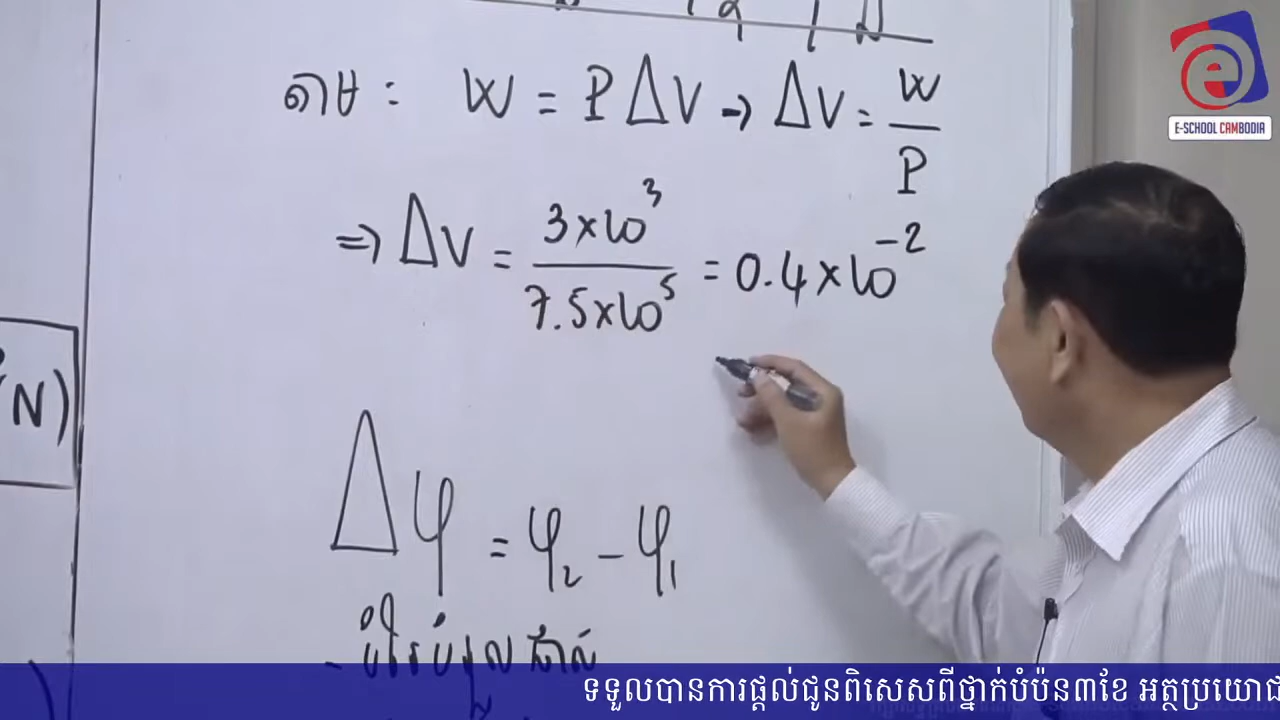 តាម : W = PΔV → ΔV = W/P
⇒ ΔV = 3×10³/7.5×10⁵ = 0.4×10⁻²
N)
Δφ = φ₂ - φ₁
E-SCHOOL CAMBODIA
ទទួលបានការផ្តល់ជូនពិសេសពីថ្នាក់បំប៉ន៣ខែ អត្ថប្រយោជ